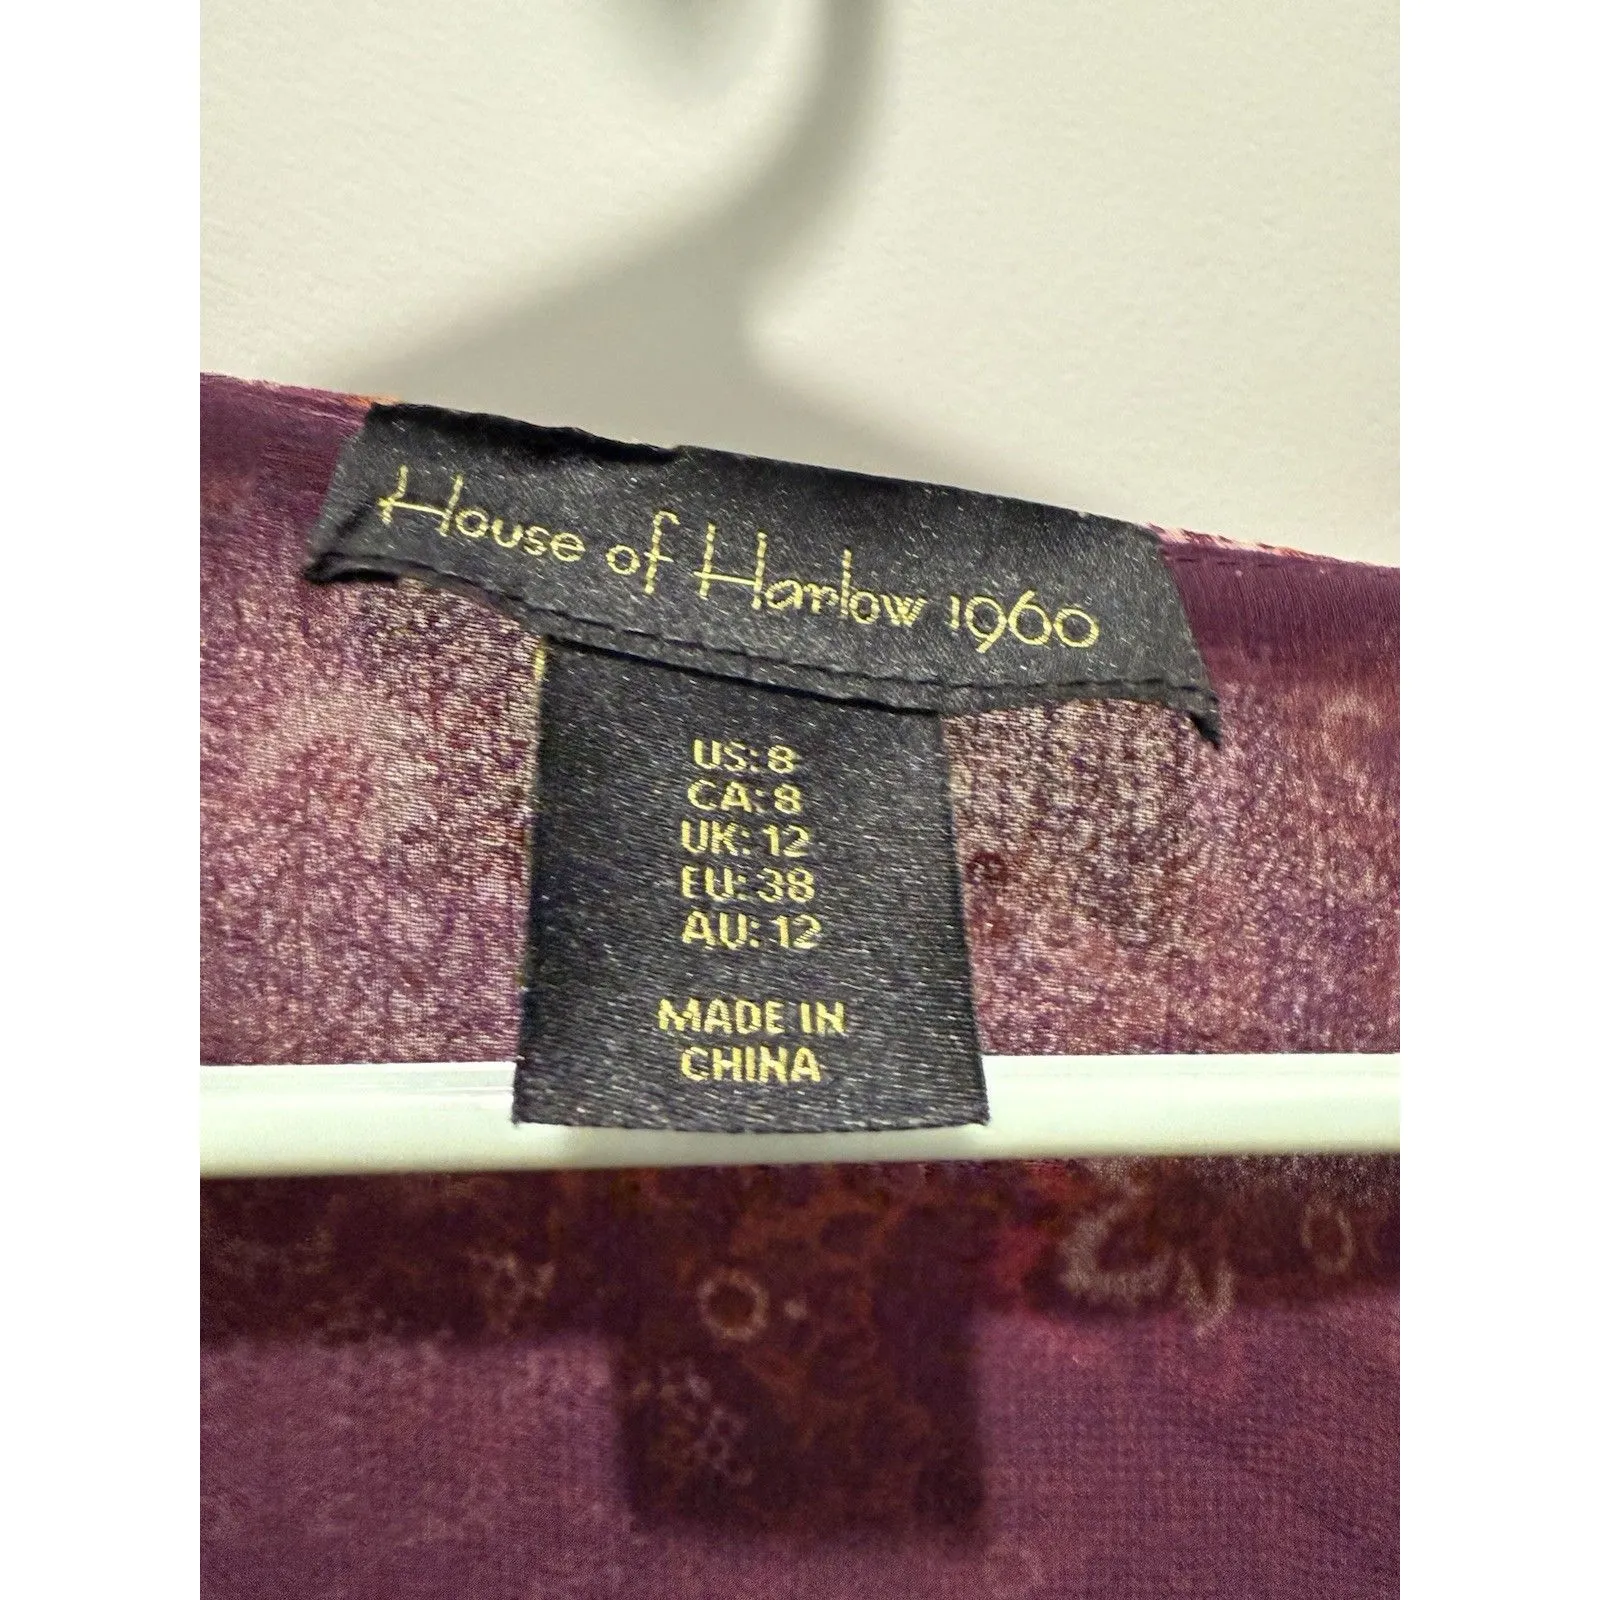 House of Harlow 1960
US: 8
CA: 8
UK: 12
EU: 38
AU: 12
MADE IN
CHINA